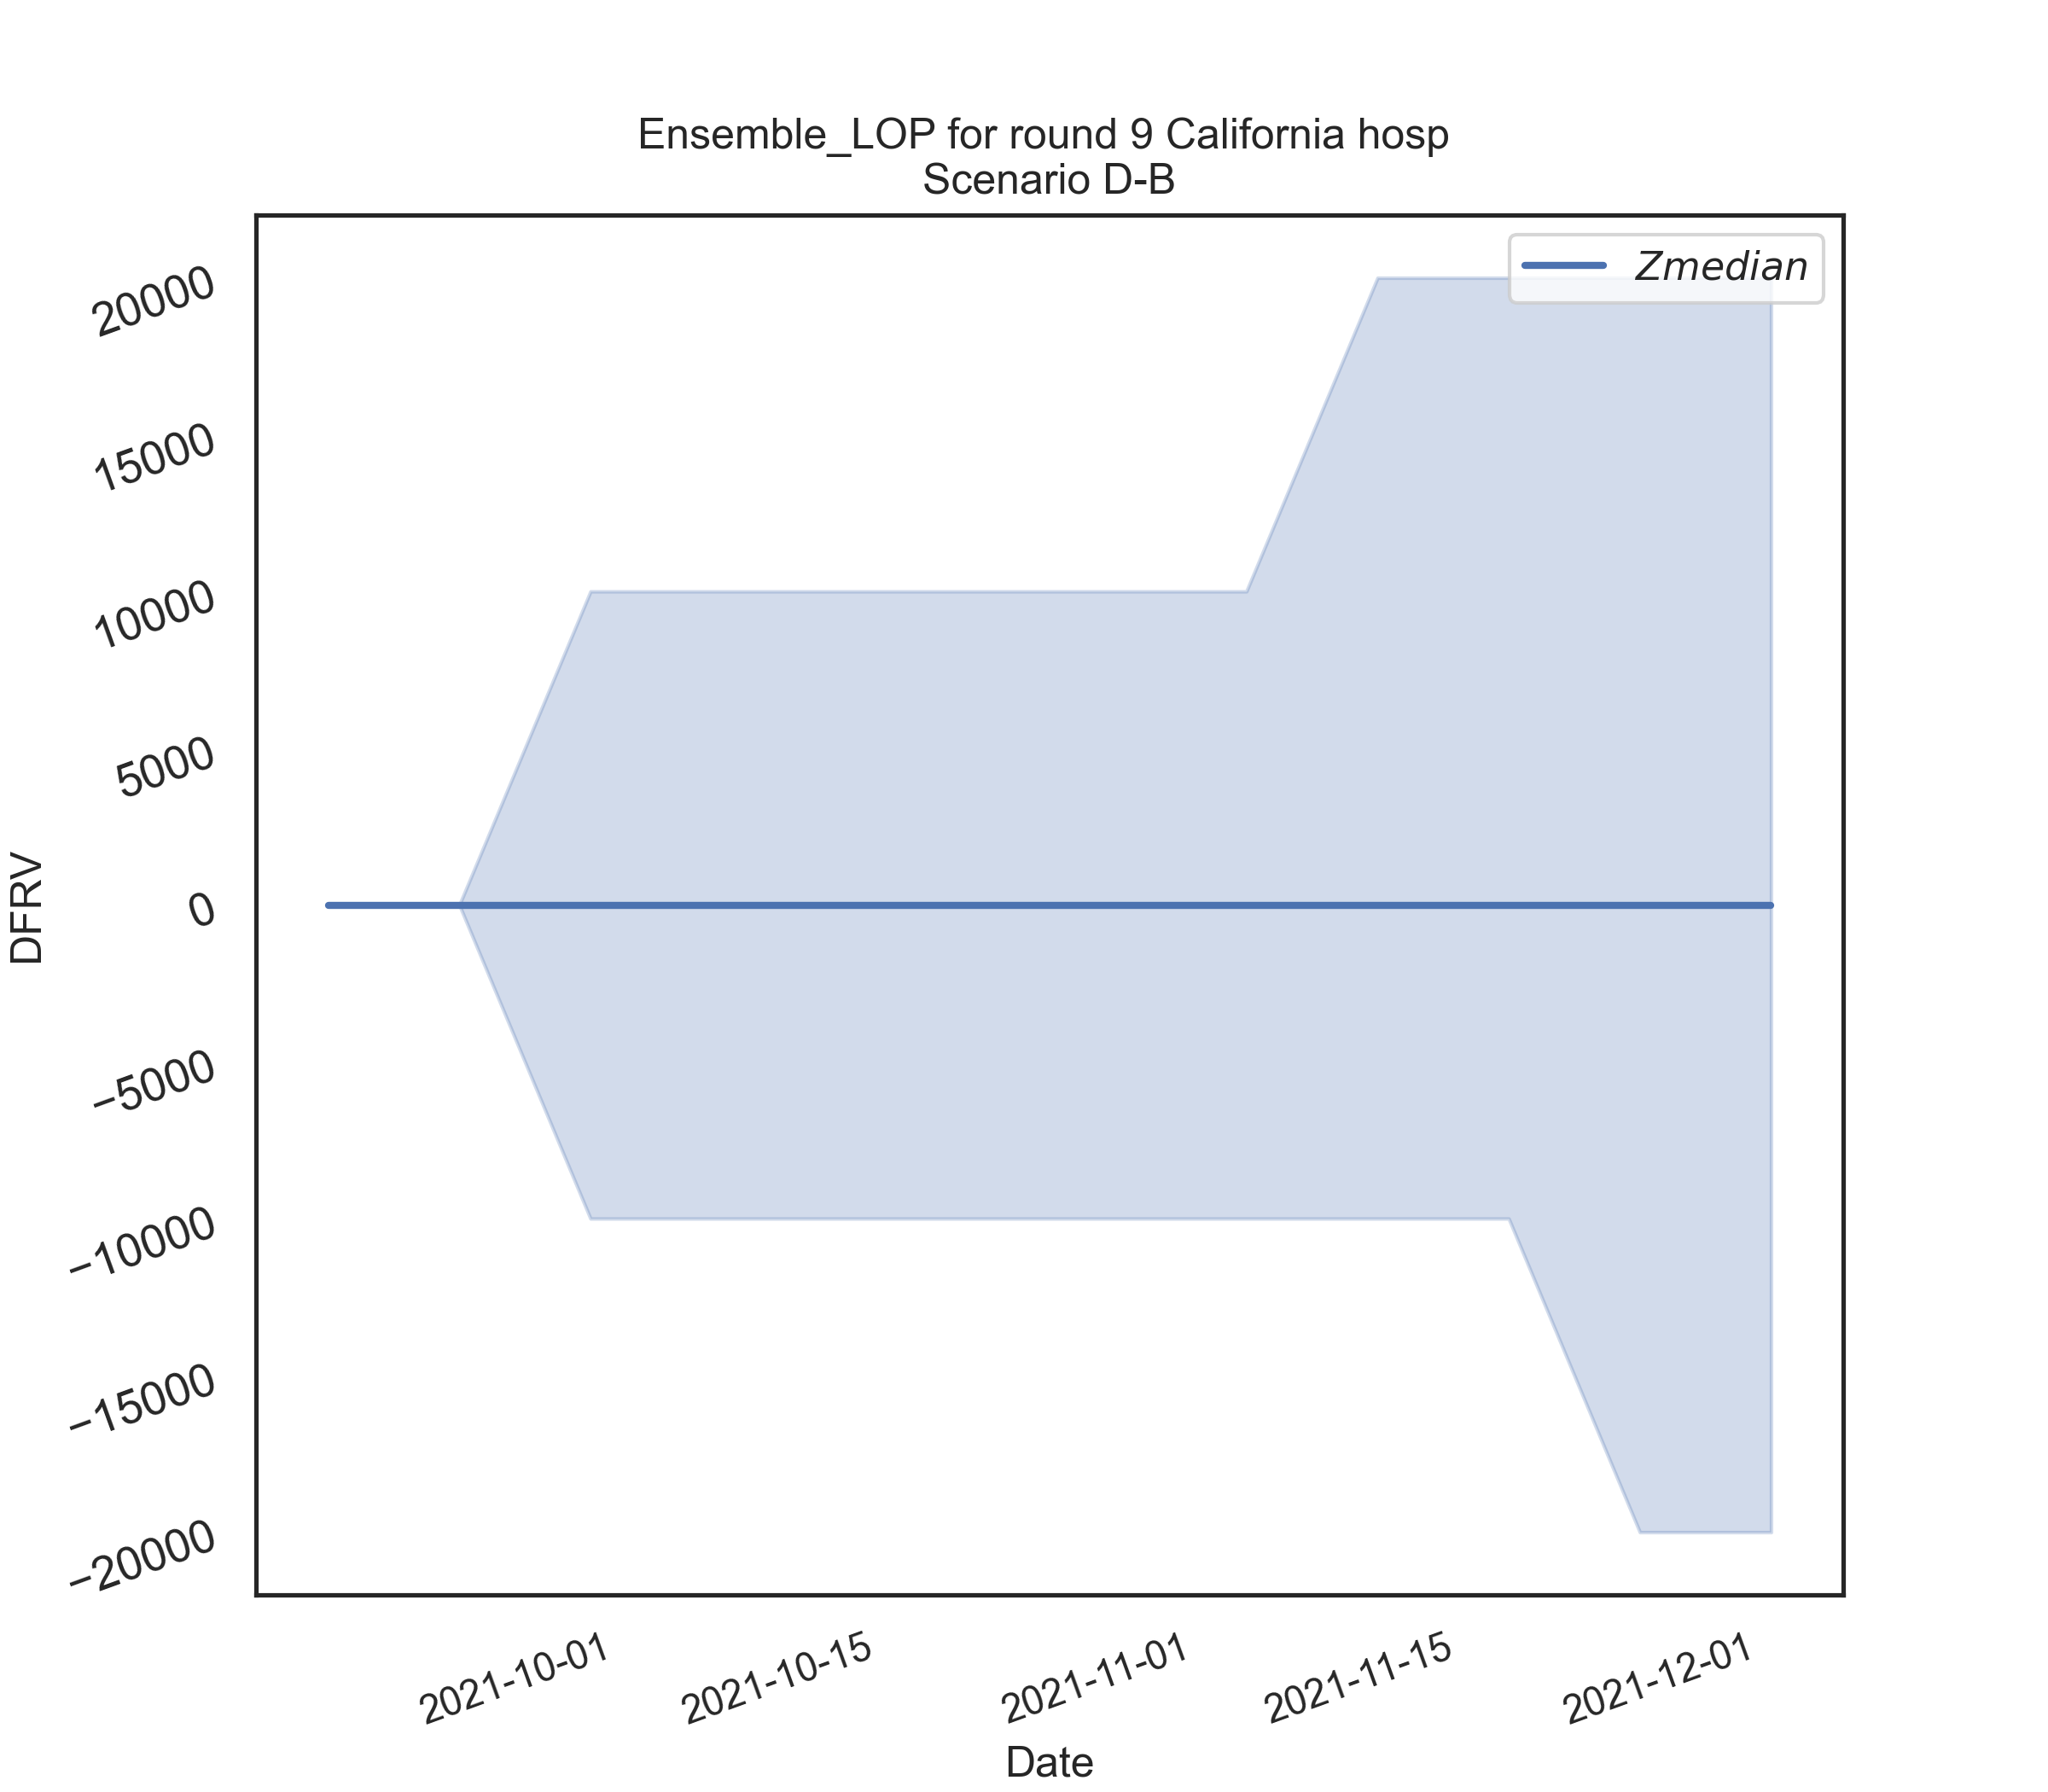 Ensemble_LOP for round 9 California hosp
Scenario D-B
Zmedian
20000
15000
10000
5000
0
−5000
−10000
−15000
−20000
DFRV
2021-10-01
2021-10-15
2021-11-01
2021-11-15
2021-12-01
Date